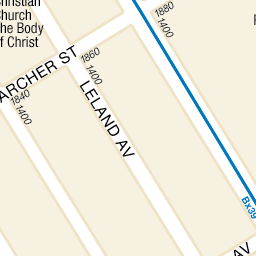 Christian
Church
the Body
of Christ
1880
1400
ARCHER ST
1860
1400
1840
1400
LELAND AV
Bx39
AV